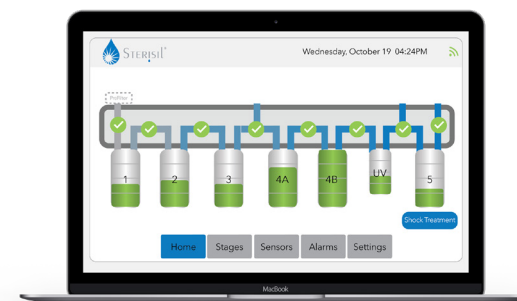 STERISIL
Wednesday, October 19 04:24PM
Prefilter
1
2
3
4A
4B
UV
5
Shock Treatment
Home
Stages
Sensors
Alarms
Settings
MacBook